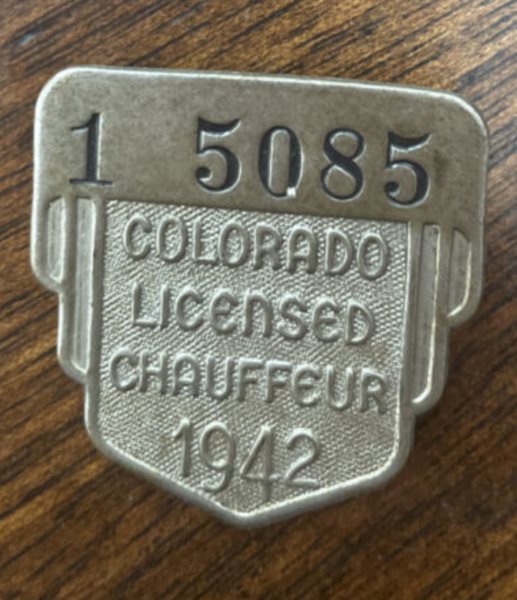 1 5085
COLORADO
LICENSED
CHAUFFEUR
1942